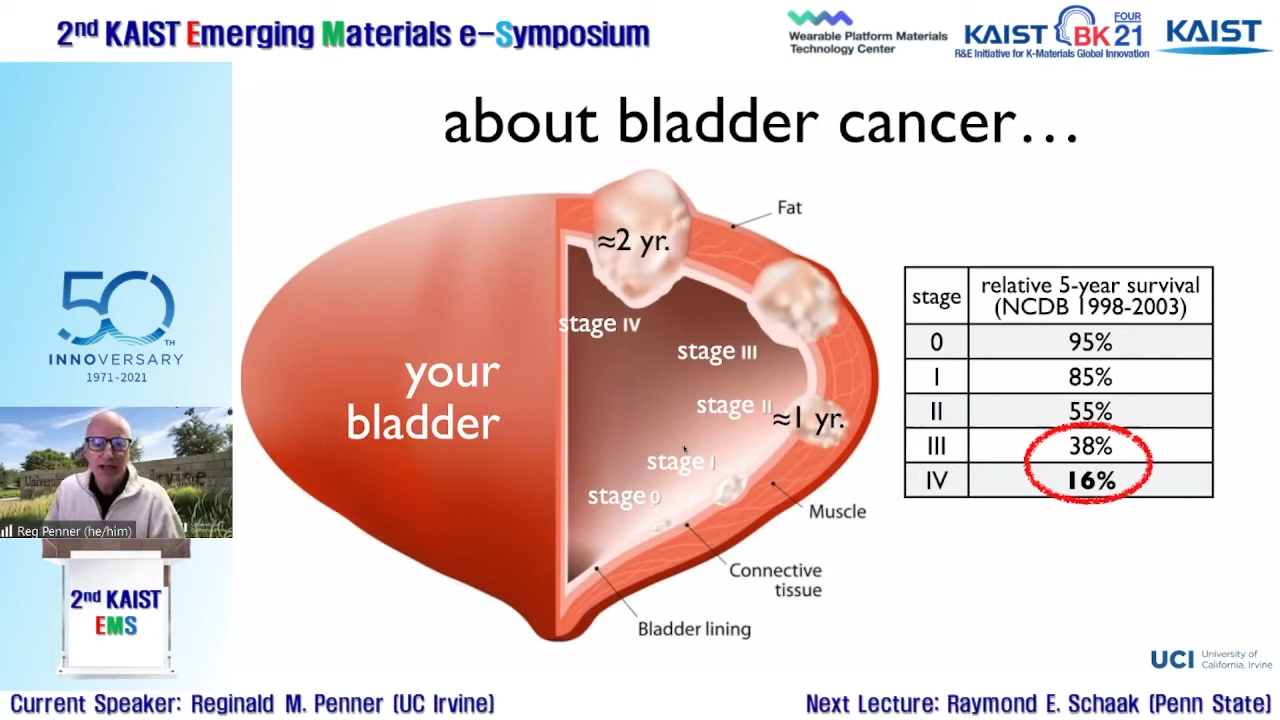 2nd KAIST Emerging Materials e-Symposium
Wearable Platform Materials
Technology Center
KAIST BK FOUR 21
R&E Initiative for K-Materials Global Innovation
KAIST
about bladder cancer…
Fat
≈2 yr.
stage IV
stage III
stage II
≈1 yr.
stage I
stage 0
your
bladder
Muscle
Connective
tissue
Bladder lining
stage relative 5-year survival
(NCDB 1998-2003)
0 95%
I 85%
II 55%
III 38%
IV 16%
50 TH
INNOVERSARY
1971-2021
Reg Penner (he/him)
2nd KAIST
EMS
UCI University of
California, Irvine
Current Speaker: Reginald M. Penner (UC Irvine)
Next Lecture: Raymond E. Schaak (Penn State)